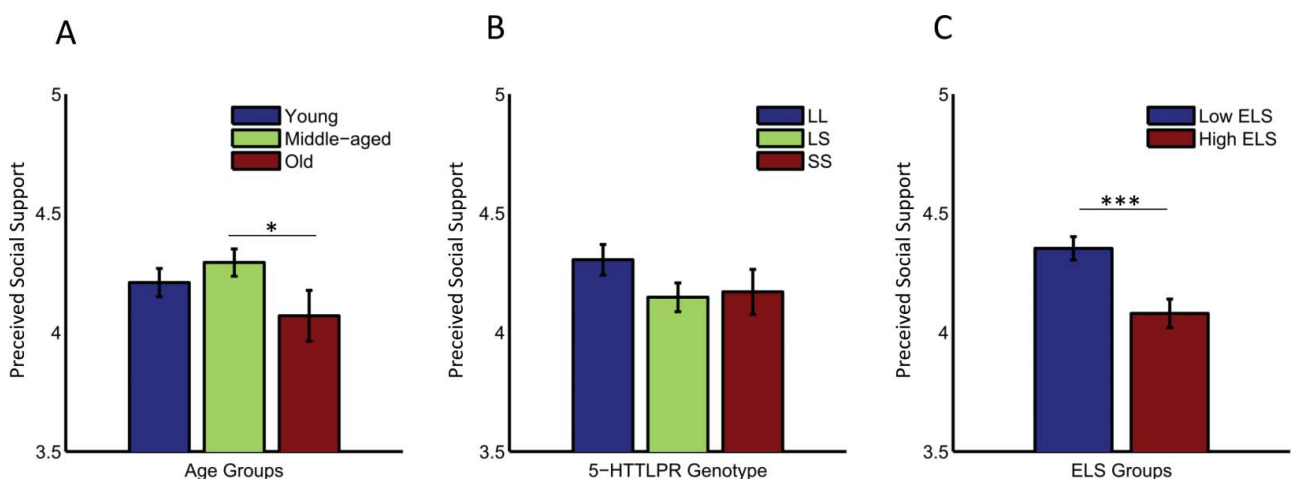 A
Preceived Social Support
5
4.5
4
3.5
Young
Middle-aged
Old
*
Age Groups
B
Preceived Social Support
5
4.5
4
3.5
LL
LS
SS
5-HTTLPR Genotype
C
Preceived Social Support
5
4.5
4
3.5
Low ELS
High ELS
***
ELS Groups